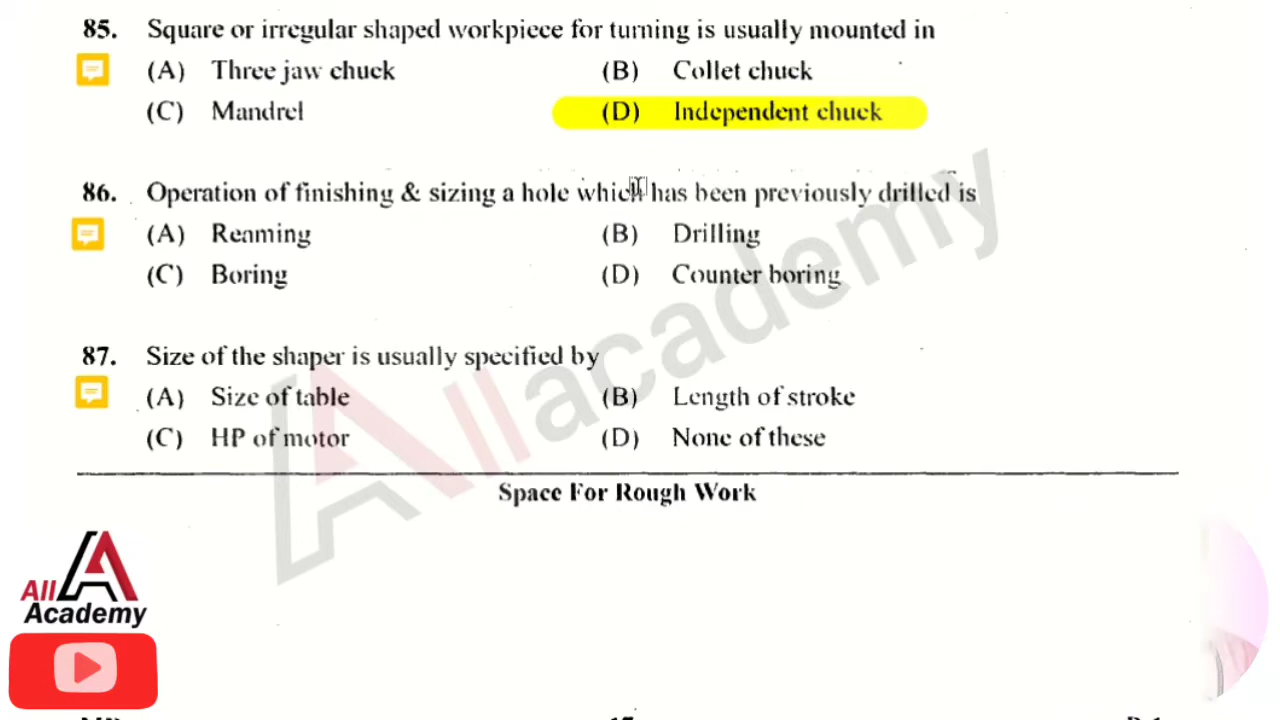 85. Square or irregular shaped workpiece for turning is usually mounted in
(A) Three jaw chuck (B) Collet chuck
(C) Mandrel (D) Independent chuck
86. Operation of finishing & sizing a hole which has been previously drilled is
(A) Reaming (B) Drilling
(C) Boring (D) Counter boring
87. Size of the shaper is usually specified by
(A) Size of table (B) Length of stroke
(C) HP of motor (D) None of these
Space For Rough Work
All academy
All
Academy